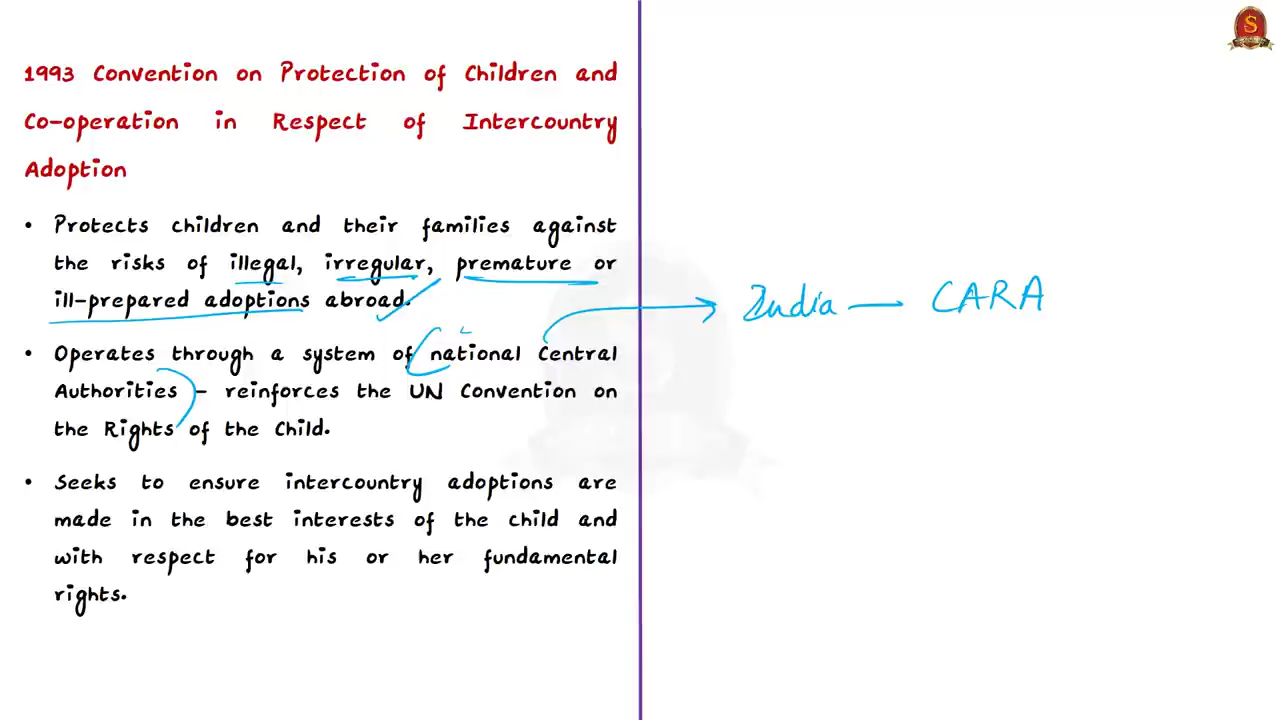 1993 Convention on Protection of Children and
Co-operation in Respect of Intercountry
Adoption
• Protects children and their families against
the risks of illegal, irregular, premature or
ill-prepared adoptions abroad.
• Operates through a system of national Central
Authorities - reinforces the UN Convention on
the Rights of the Child.
• Seeks to ensure intercountry adoptions are
made in the best interests of the child and
with respect for his or her fundamental
rights.
India — CARA